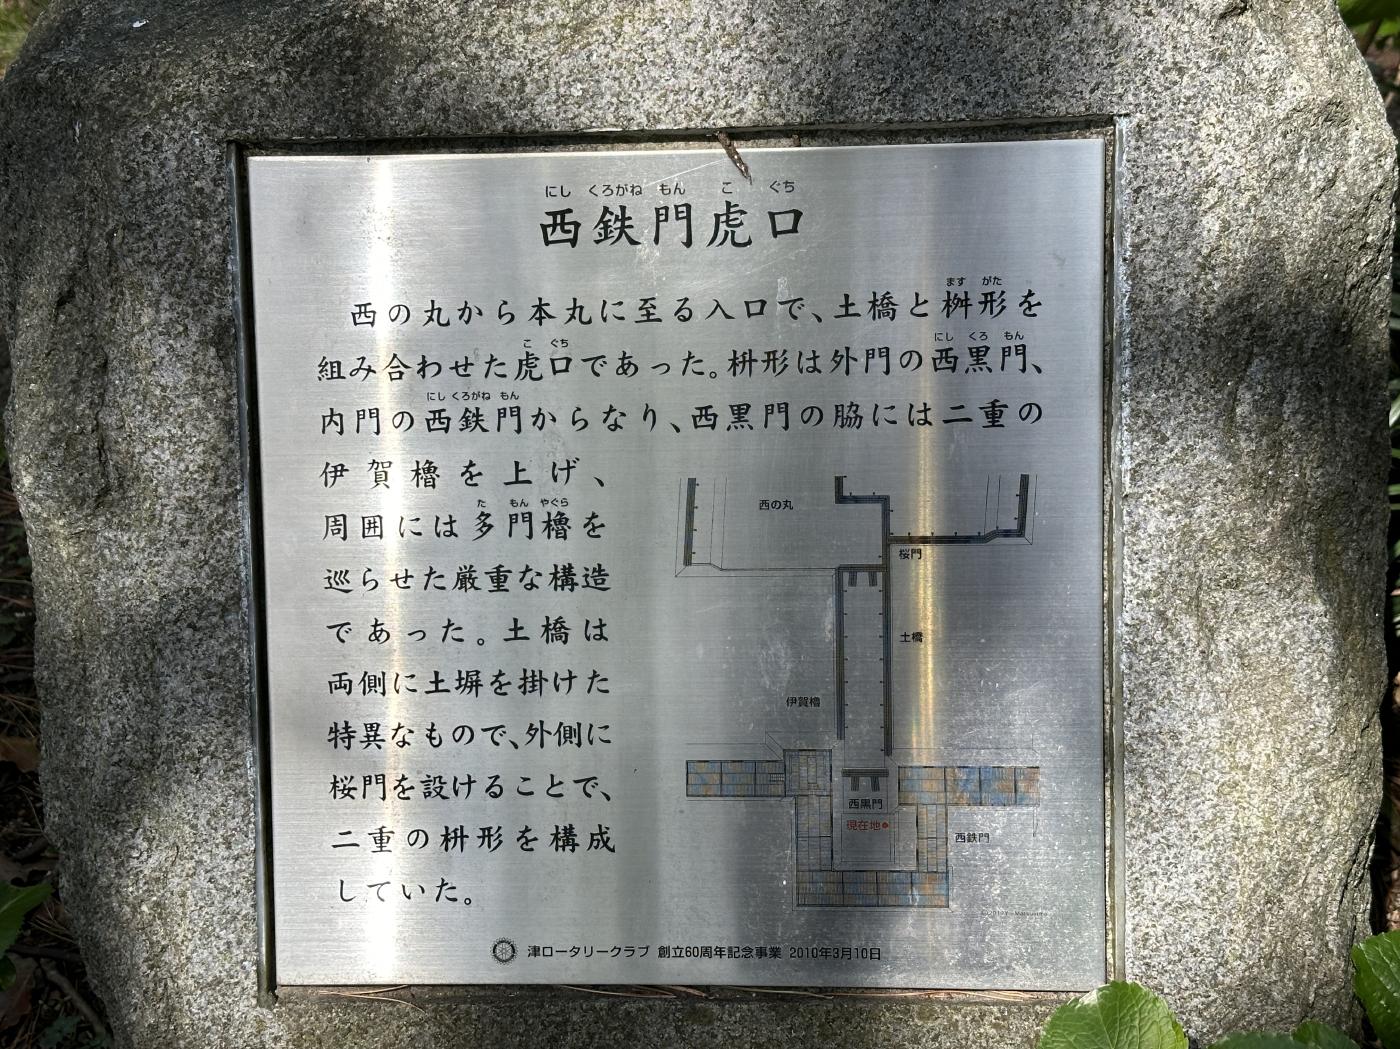 にし くろがね もん こ ぐち
西鉄門虎口
ます がた
西の丸から本丸に至る入口で、土橋と桝形を
こ ぐち にし くろ もん
組み合わせた虎口であった。枡形は外門の西黒門、
にし くろがね もん
内門の西鉄門からなり、西黒門の脇には二重の
伊賀櫓を上げ、
た もん やぐら
周囲には多門櫓を
巡らせた厳重な構造
であった。土橋は
両側に土塀を掛けた
特異なもので、外側に
桜門を設けることで、
二重の枡形を構成
していた。
西の丸
桜門
土橋
伊賀櫓
西黒門
現在地
西鉄門
津ロータリークラブ 創立60周年記念事業 2010年3月10日